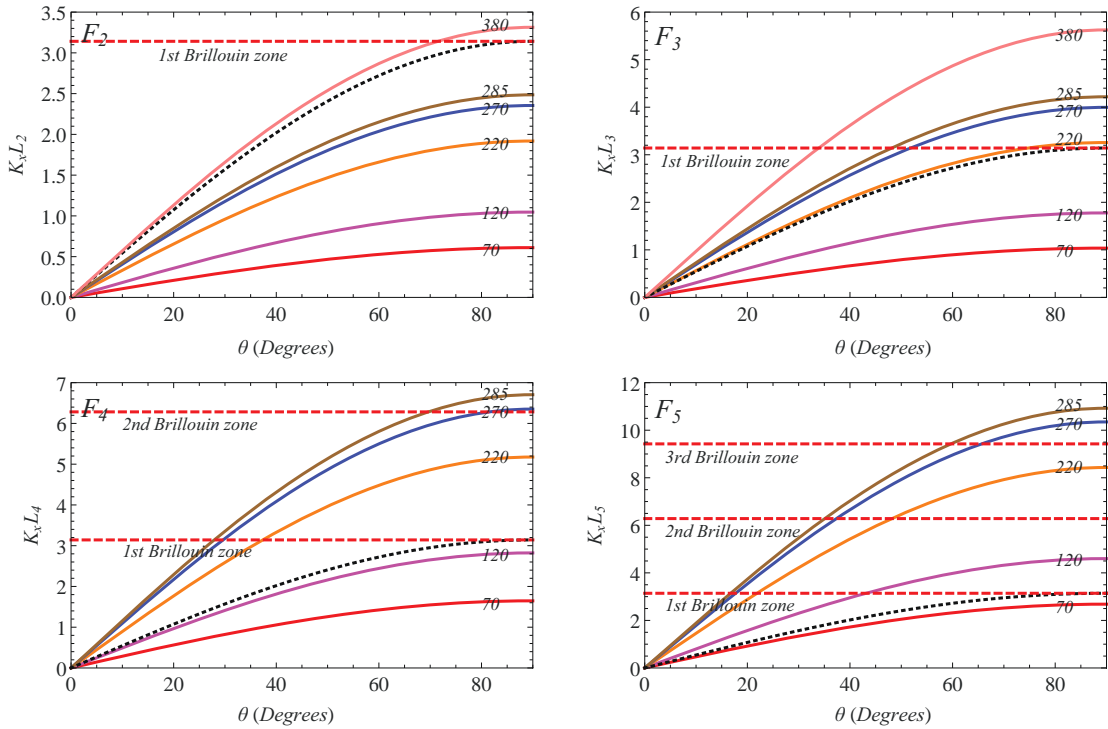 F2
3.5
3.0
2.5
2.0
1.5
1.0
0.5
0.0
KxL2
380
1st Brillouin zone
285
270
220
120
70
0 20 40 60 80
θ (Degrees)
F3
6
5
4
3
2
1
0
KxL3
380
285
270
220
1st Brillouin zone
120
70
0 20 40 60 80
θ (Degrees)
F4
7
6
5
4
3
2
1
0
KxL4
285
270
2nd Brillouin zone
220
1st Brillouin zone
120
70
0 20 40 60 80
θ (Degrees)
F5
12
10
8
6
4
2
0
KxL5
285
270
3rd Brillouin zone
220
2nd Brillouin zone
120
1st Brillouin zone
70
0 20 40 60 80
θ (Degrees)